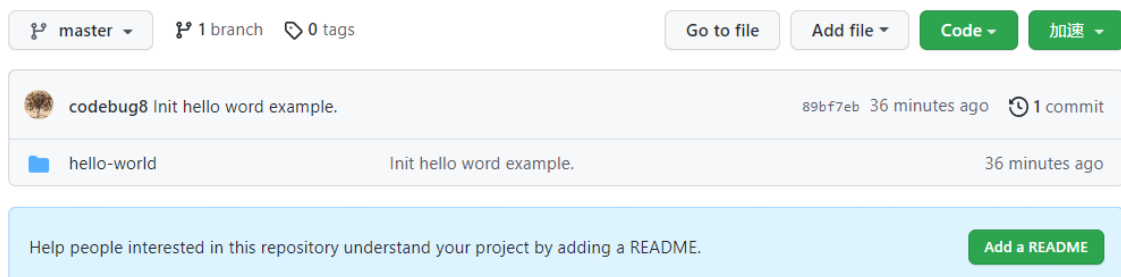 master 1 branch 0 tags Go to file Add file Code 加速
codebug8 Init hello word example. 89bf7eb 36 minutes ago 1 commit
hello-world Init hello word example. 36 minutes ago
Help people interested in this repository understand your project by adding a README. Add a README